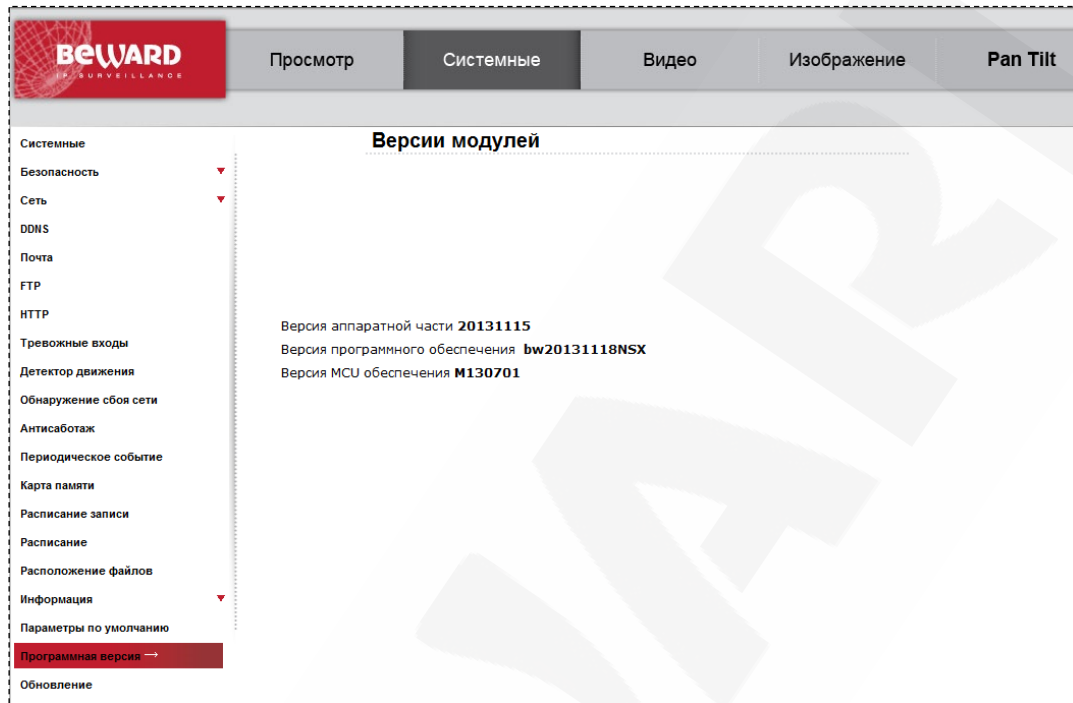 BEWARD
IP SURVEILLANCE
Просмотр
Системные
Видео
Изображение
Pan Tilt
Системные
Безопасность
Сеть
DDNS
Почта
FTP
HTTP
Тревожные входы
Детектор движения
Обнаружение сбоя сети
Антисаботаж
Периодическое событие
Карта памяти
Расписание записи
Расписание
Расположение файлов
Информация
Параметры по умолчанию
Программная версия →
Обновление
Версии модулей
Версия аппаратной части 20131115
Версия программного обеспечения bw20131118NSX
Версия MCU обеспечения M130701